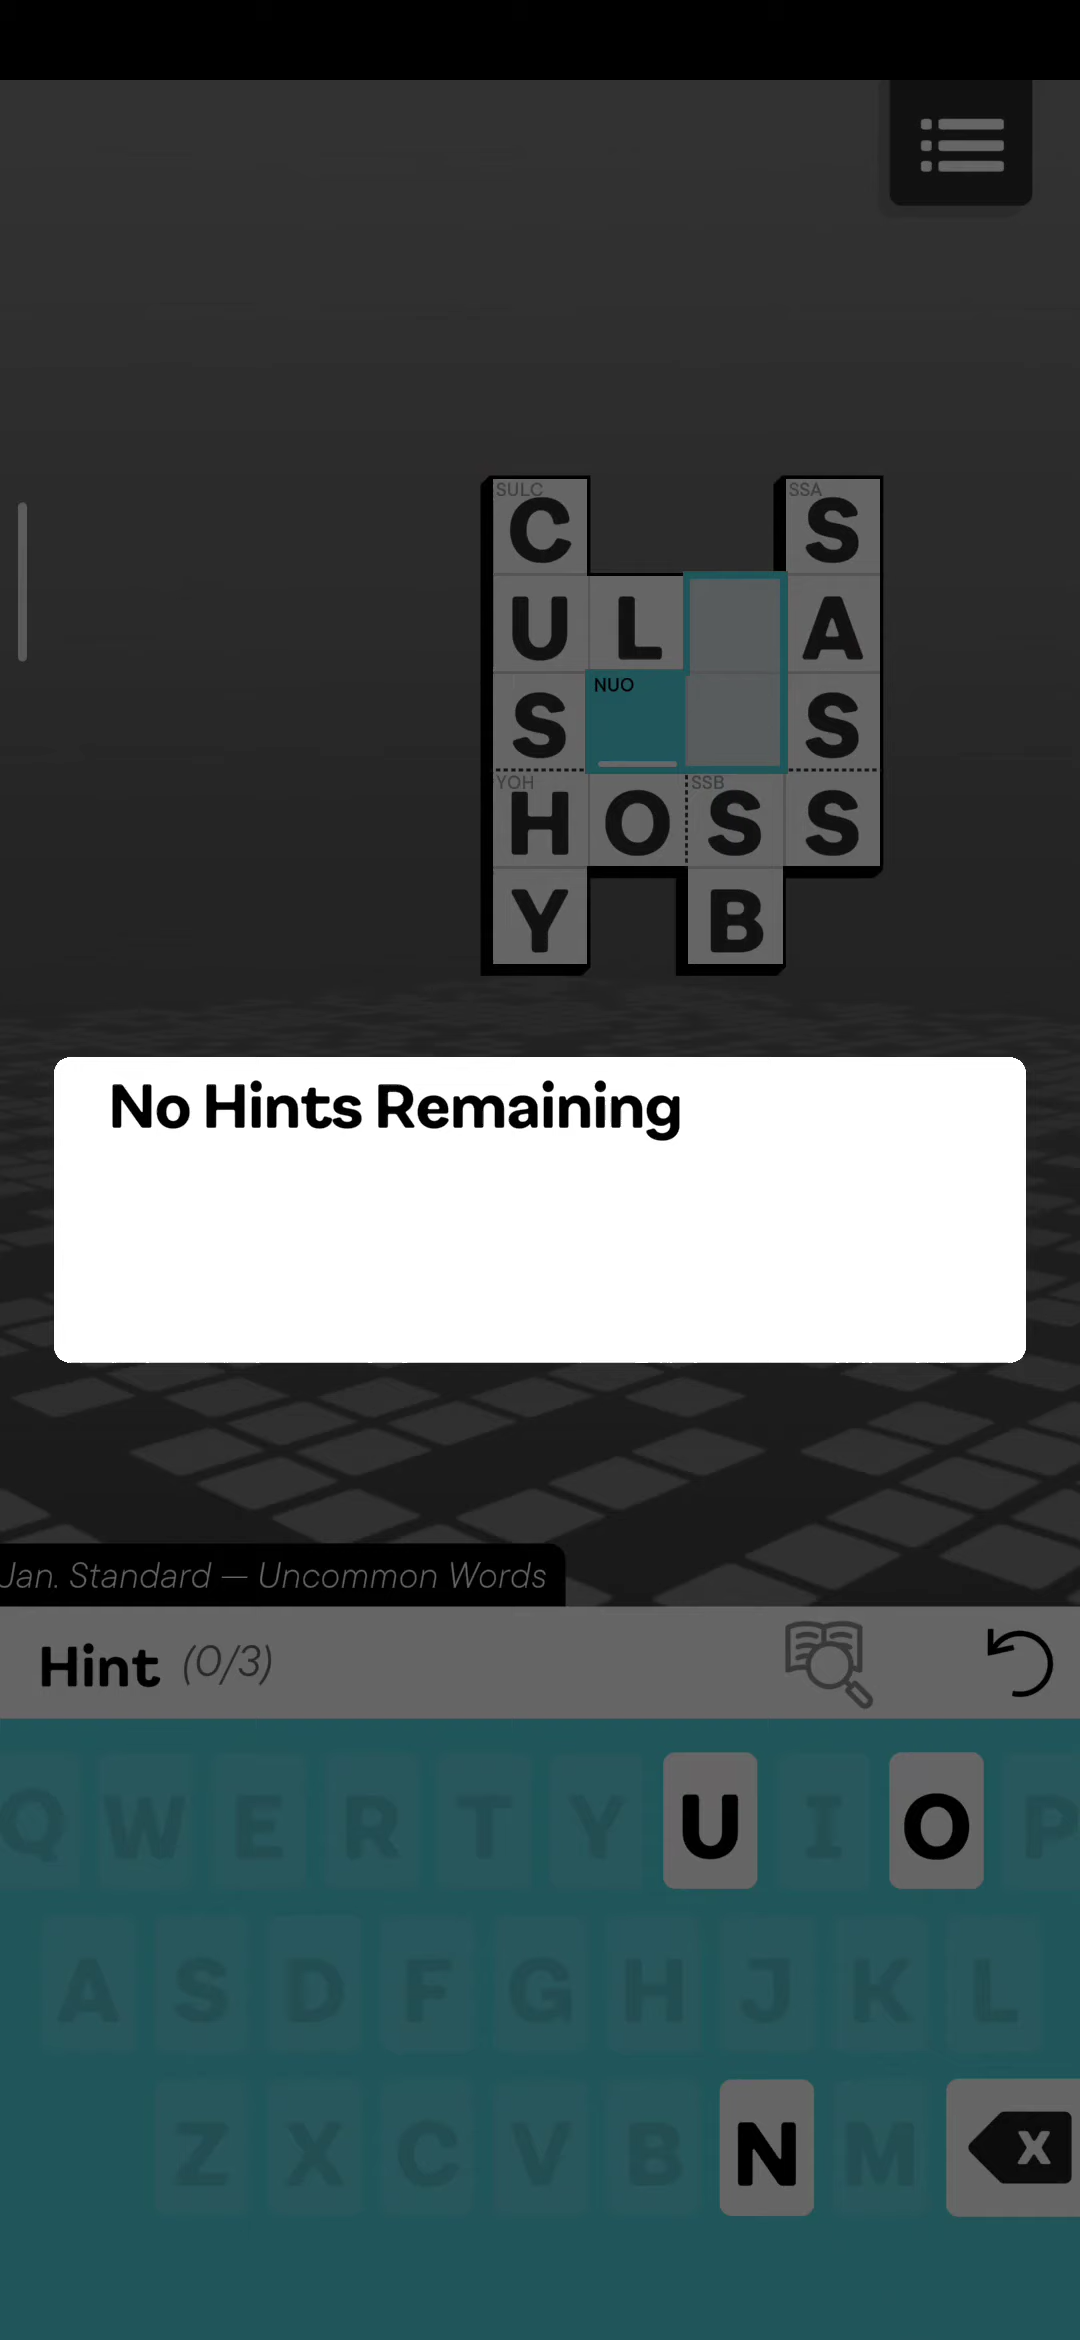 SULC SSA
C S
U L A
NUO
S S
YOH SSB
H O S S
Y B
No Hints Remaining
Jan. Standard — Uncommon Words
Hint (0/3)
Q W E R T Y U I O P
A S D F G H J K L
Z X C V B N M X